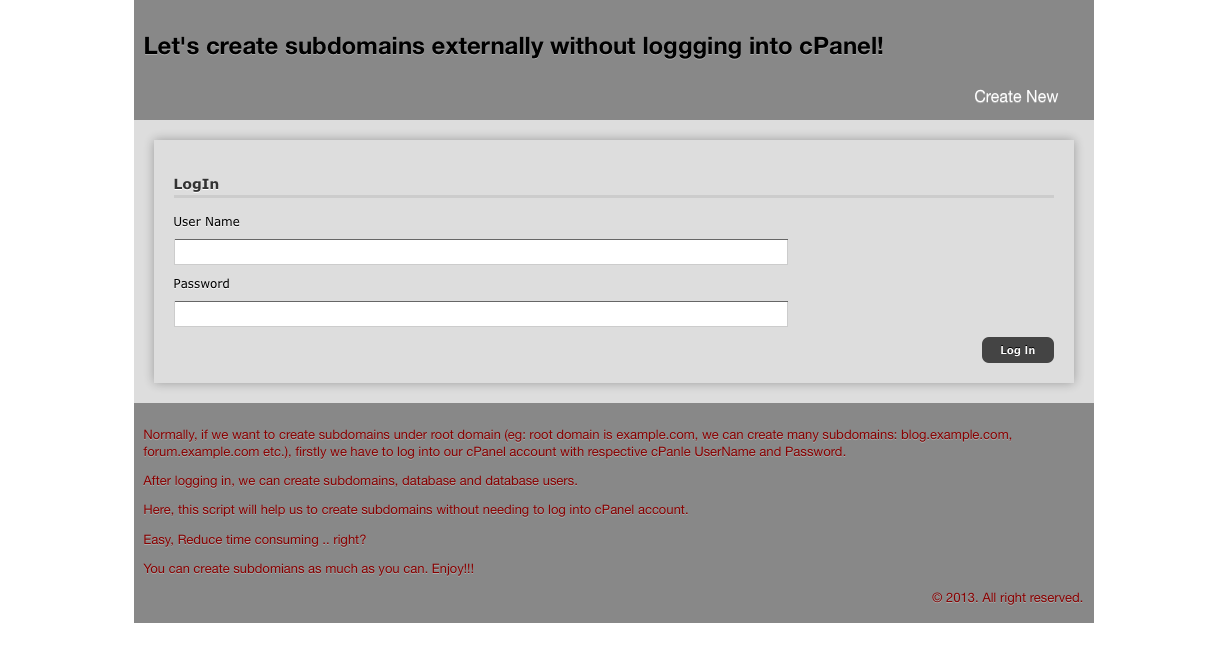 Let's create subdomains externally without loggging into cPanel!
Create New
LogIn
User Name
Password
Log In
Normally, if we want to create subdomains under root domain (eg: root domain is example.com, we can create many subdomains: blog.example.com,
forum.example.com etc.), firstly we have to log into our cPanel account with respective cPanle UserName and Password.
After logging in, we can create subdomains, database and database users.
Here, this script will help us to create subdomains without needing to log into cPanel account.
Easy, Reduce time consuming .. right?
You can create subdomians as much as you can. Enjoy!!!
© 2013. All right reserved.